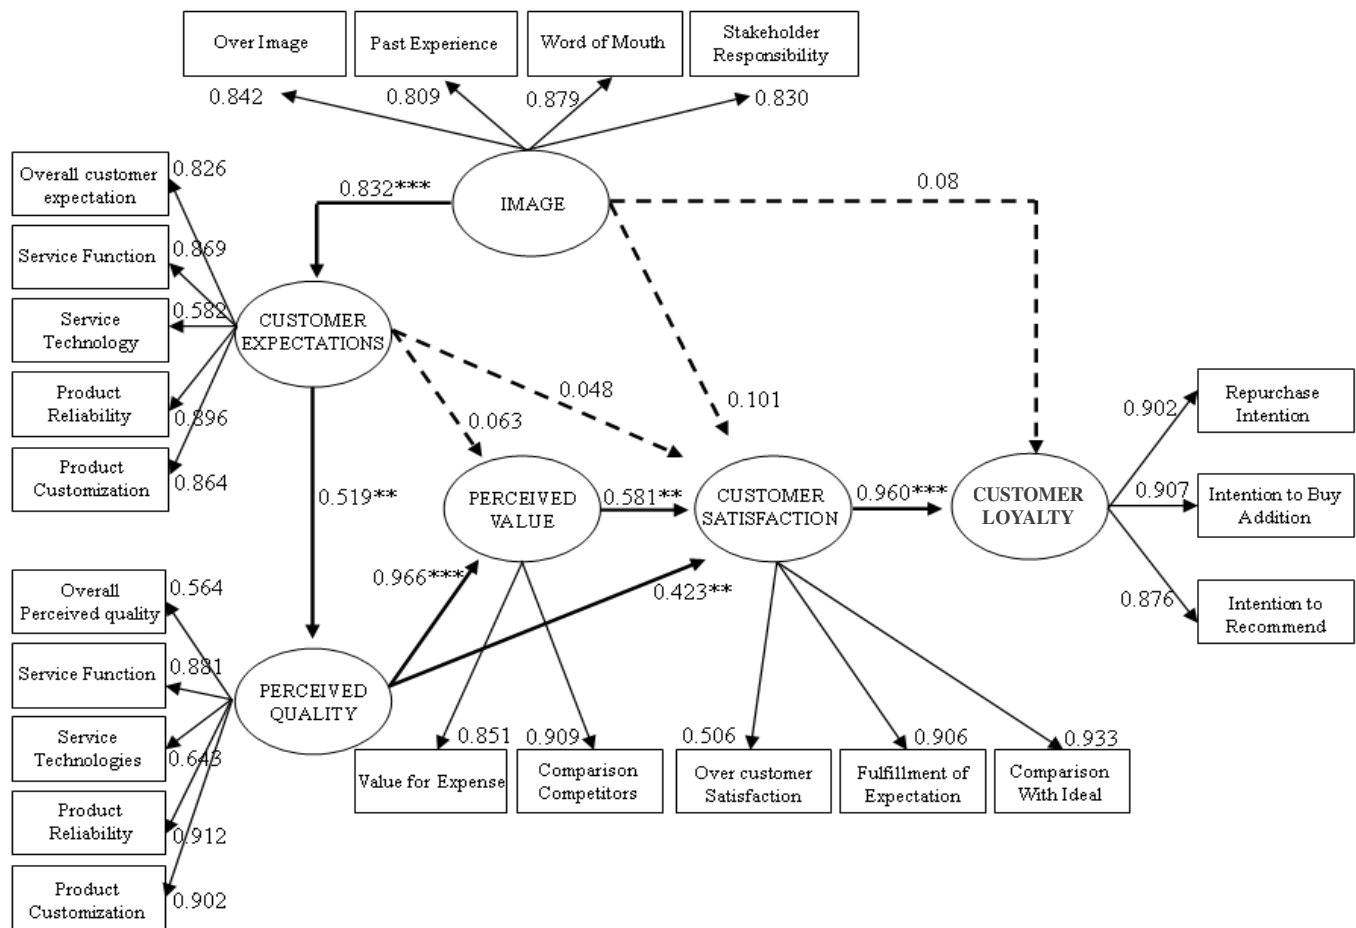 Over Image
Past Experience
Word of Mouth
Stakeholder
Responsibility
0.842
0.809
0.879
0.830
IMAGE
0.832***
0.08
0.101
Overall customer
expectation
0.826
Service Function
0.869
Service
Technology
0.582
Product
Reliability
0.896
Product
Customization
0.864
CUSTOMER
EXPECTATIONS
0.048
0.063
0.519**
PERCEIVED
VALUE
0.581**
CUSTOMER
SATISFACTION
0.960***
CUSTOMER
LOYALTY
0.902
Repurchase
Intention
0.907
Intention to Buy
Addition
0.876
Intention to
Recommend
0.966***
0.423**
Overall
Perceived quality
0.564
Service Function
0.881
Service
Technologies
0.643
Product
Reliability
0.912
Product
Customization
0.902
PERCEIVED
QUALITY
0.851
0.909
0.506
0.906
0.933
Value for Expense
Comparison
Competitors
Over customer
Satisfaction
Fulfillment of
Expectation
Comparison
With Ideal